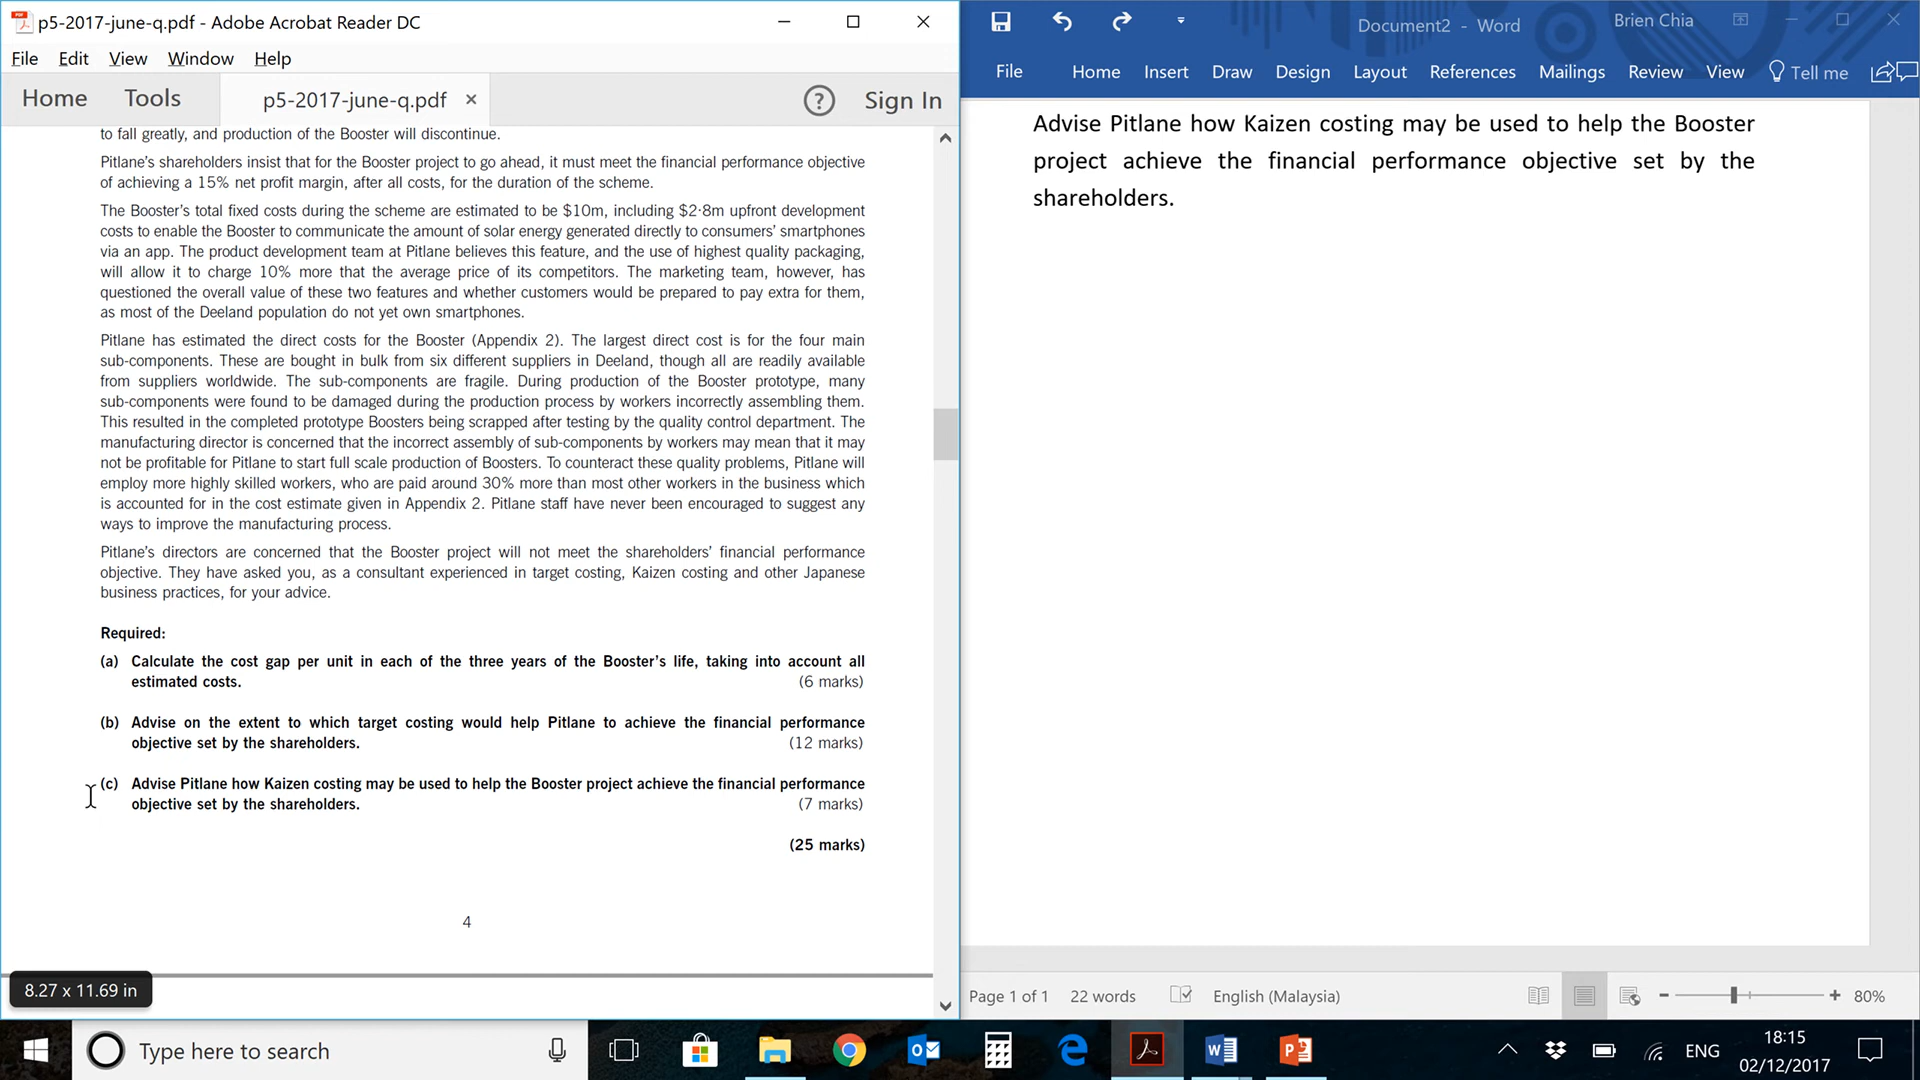 p5-2017-june-q.pdf - Adobe Acrobat Reader DC
File Edit View Window Help
Home Tools p5-2017-june-q.pdf × Sign In
to fall greatly, and production of the Booster will discontinue.
Pitlane's shareholders insist that for the Booster project to go ahead, it must meet the financial performance objective
of achieving a 15% net profit margin, after all costs, for the duration of the scheme.
The Booster's total fixed costs during the scheme are estimated to be $10m, including $2·8m upfront development
costs to enable the Booster to communicate the amount of solar energy generated directly to consumers' smartphones
via an app. The product development team at Pitlane believes this feature, and the use of highest quality packaging,
will allow it to charge 10% more that the average price of its competitors. The marketing team, however, has
questioned the overall value of these two features and whether customers would be prepared to pay extra for them,
as most of the Deeland population do not yet own smartphones.
Pitlane has estimated the direct costs for the Booster (Appendix 2). The largest direct cost is for the four main
sub-components. These are bought in bulk from six different suppliers in Deeland, though all are readily available
from suppliers worldwide. The sub-components are fragile. During production of the Booster prototype, many
sub-components were found to be damaged during the production process by workers incorrectly assembling them.
This resulted in the completed prototype Boosters being scrapped after testing by the quality control department. The
manufacturing director is concerned that the incorrect assembly of sub-components by workers may mean that it may
not be profitable for Pitlane to start full scale production of Boosters. To counteract these quality problems, Pitlane will
employ more highly skilled workers, who are paid around 30% more than most other workers in the business which
is accounted for in the cost estimate given in Appendix 2. Pitlane staff have never been encouraged to suggest any
ways to improve the manufacturing process.
Pitlane's directors are concerned that the Booster project will not meet the shareholders' financial performance
objective. They have asked you, as a consultant experienced in target costing, Kaizen costing and other Japanese
business practices, for your advice.
Required:
(a) Calculate the cost gap per unit in each of the three years of the Booster's life, taking into account all
estimated costs. (6 marks)
(b) Advise on the extent to which target costing would help Pitlane to achieve the financial performance
objective set by the shareholders. (12 marks)
(c) Advise Pitlane how Kaizen costing may be used to help the Booster project achieve the financial performance
objective set by the shareholders. (7 marks)
(25 marks)
4
8.27 x 11.69 in
Document2 - Word
Brien Chia
File Home Insert Draw Design Layout References Mailings Review View Tell me
Advise Pitlane how Kaizen costing may be used to help the Booster
project achieve the financial performance objective set by the
shareholders.
Page 1 of 1 22 words English (Malaysia) 80%
Type here to search
ENG
18:15
02/12/2017